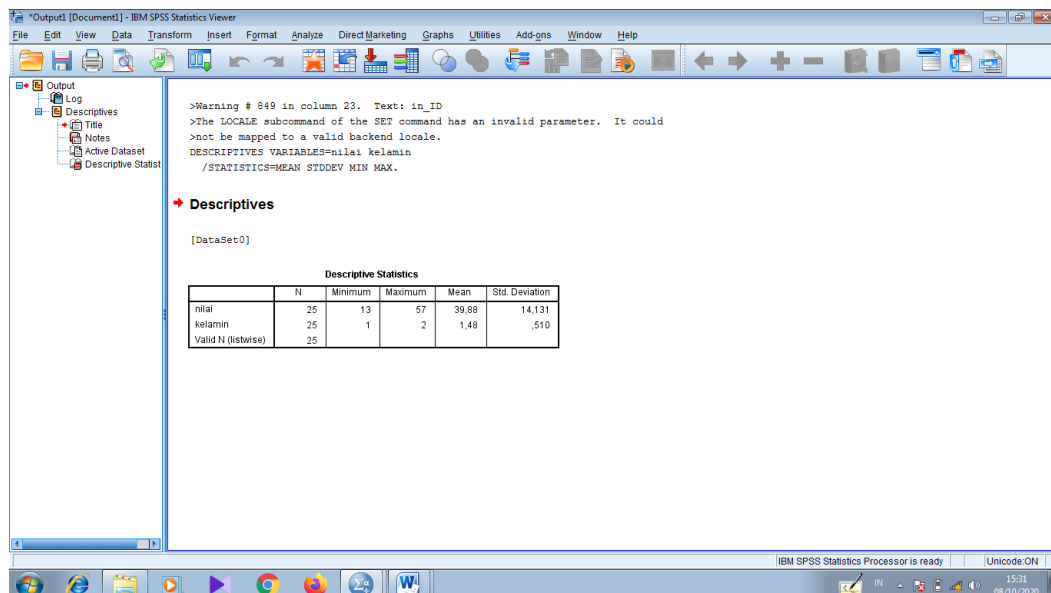 *Output1 [Document1] - IBM SPSS Statistics Viewer
File Edit View Data Transform Insert Format Analyze Direct Marketing Graphs Utilities Add-ons Window Help
Output
Log
Descriptives
Title
Notes
Active Dataset
Descriptive Statist
>Warning # 849 in column 23.  Text: in_ID
>The LOCALE subcommand of the SET command has an invalid parameter.  It could
>not be mapped to a valid backend locale.
DESCRIPTIVES VARIABLES=nilai kelamin
/STATISTICS=MEAN STDDEV MIN MAX.
Descriptives
[DataSet0]
Descriptive Statistics
N Minimum Maximum Mean Std. Deviation
nilai 25 13 57 39,88 14,131
kelamin 25 1 2 1,48 ,510
Valid N (listwise) 25
IBM SPSS Statistics Processor is ready Unicode:ON
IN 15:31
08/10/2020